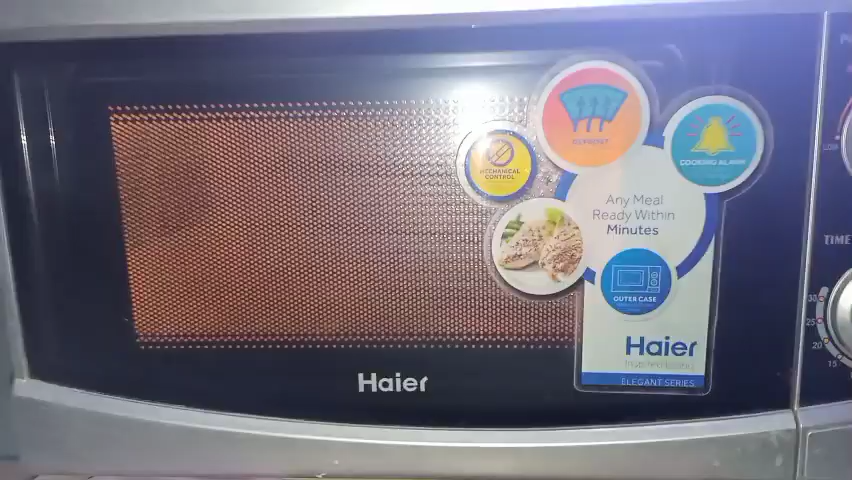 DEFROST
MECHANICAL
CONTROL
COOKING ALARM
Any Meal
Ready Within
Minutes
OUTER CASE
Haier
ELEGANT SERIES
Haier
LOW
TIME
30
25
20
15